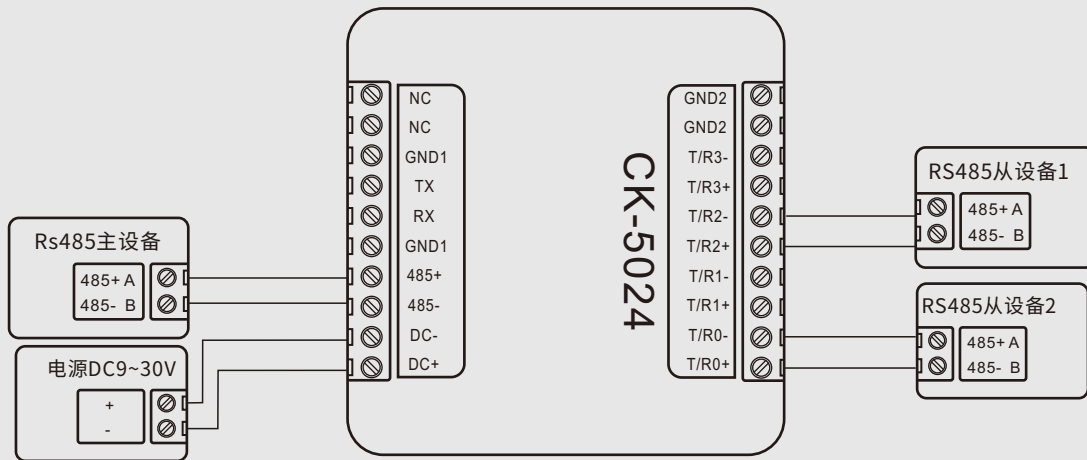 NC
NC
GND1
TX
RX
GND1
485+
485-
DC-
DC+
CK-5024
GND2
GND2
T/R3-
T/R3+
T/R2-
T/R2+
T/R1-
T/R1+
T/R0-
T/R0+
Rs485主设备
485+ A
485- B
电源DC9~30V
+
-
RS485从设备1
485+ A
485- B
RS485从设备2
485+ A
485- B